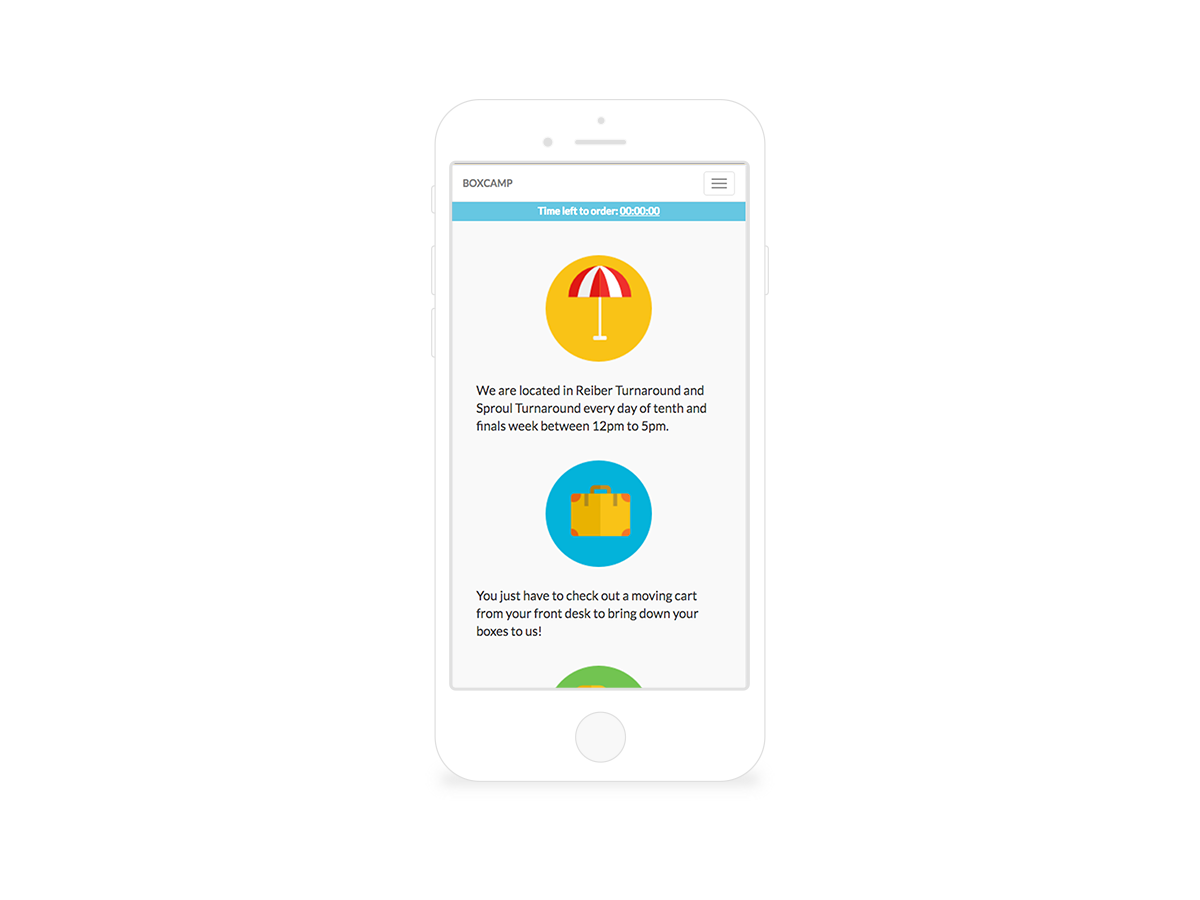 BOXCAMP
Time left to order: 00:00:00
We are located in Reiber Turnaround and
Sproul Turnaround every day of tenth and
finals week between 12pm to 5pm.
You just have to check out a moving cart
from your front desk to bring down your
boxes to us!